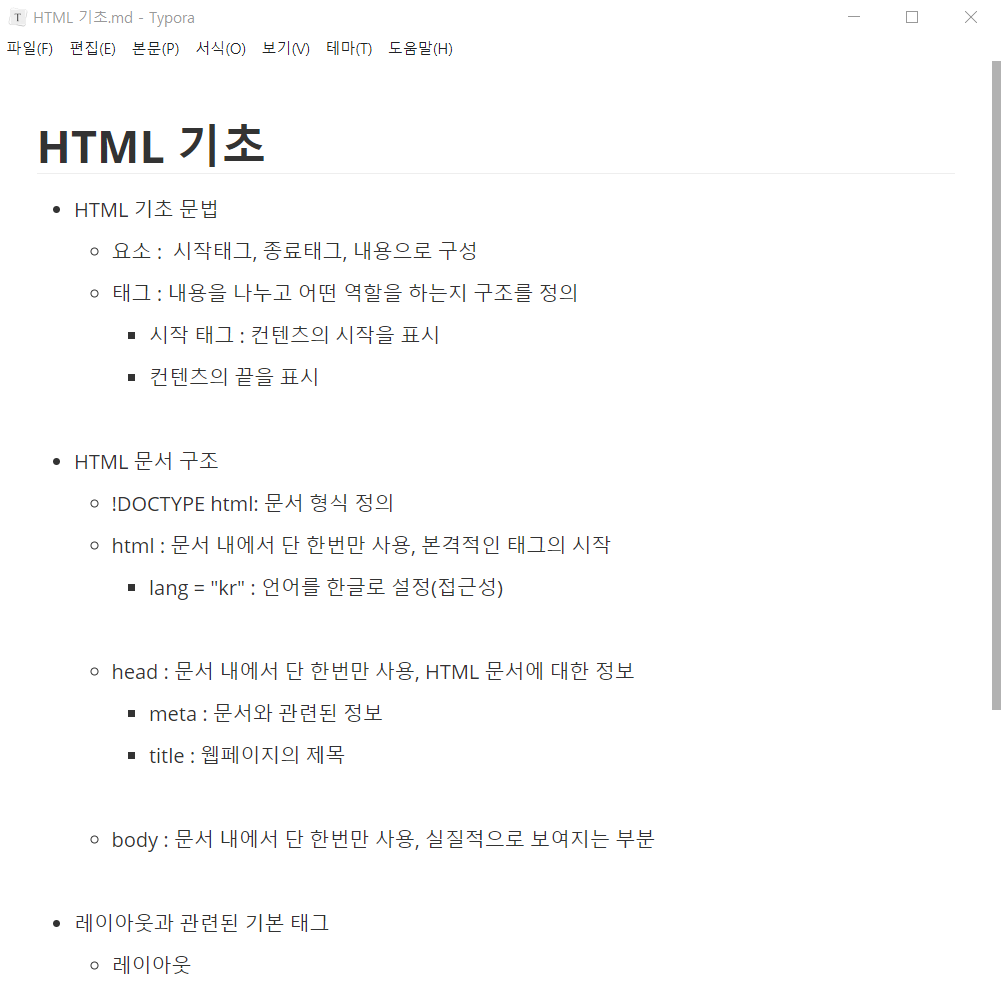 HTML 기초.md - Typora
파일(F) 편집(E) 본문(P) 서식(O) 보기(V) 테마(T) 도움말(H)
HTML 기초
HTML 기초 문법
요소 : 시작태그, 종료태그, 내용으로 구성
태그 : 내용을 나누고 어떤 역할을 하는지 구조를 정의
시작 태그 : 컨텐츠의 시작을 표시
컨텐츠의 끝을 표시
HTML 문서 구조
!DOCTYPE html: 문서 형식 정의
html : 문서 내에서 단 한번만 사용, 본격적인 태그의 시작
lang = "kr" : 언어를 한글로 설정(접근성)
head : 문서 내에서 단 한번만 사용, HTML 문서에 대한 정보
meta : 문서와 관련된 정보
title : 웹페이지의 제목
body : 문서 내에서 단 한번만 사용, 실질적으로 보여지는 부분
레이아웃과 관련된 기본 태그
레이아웃